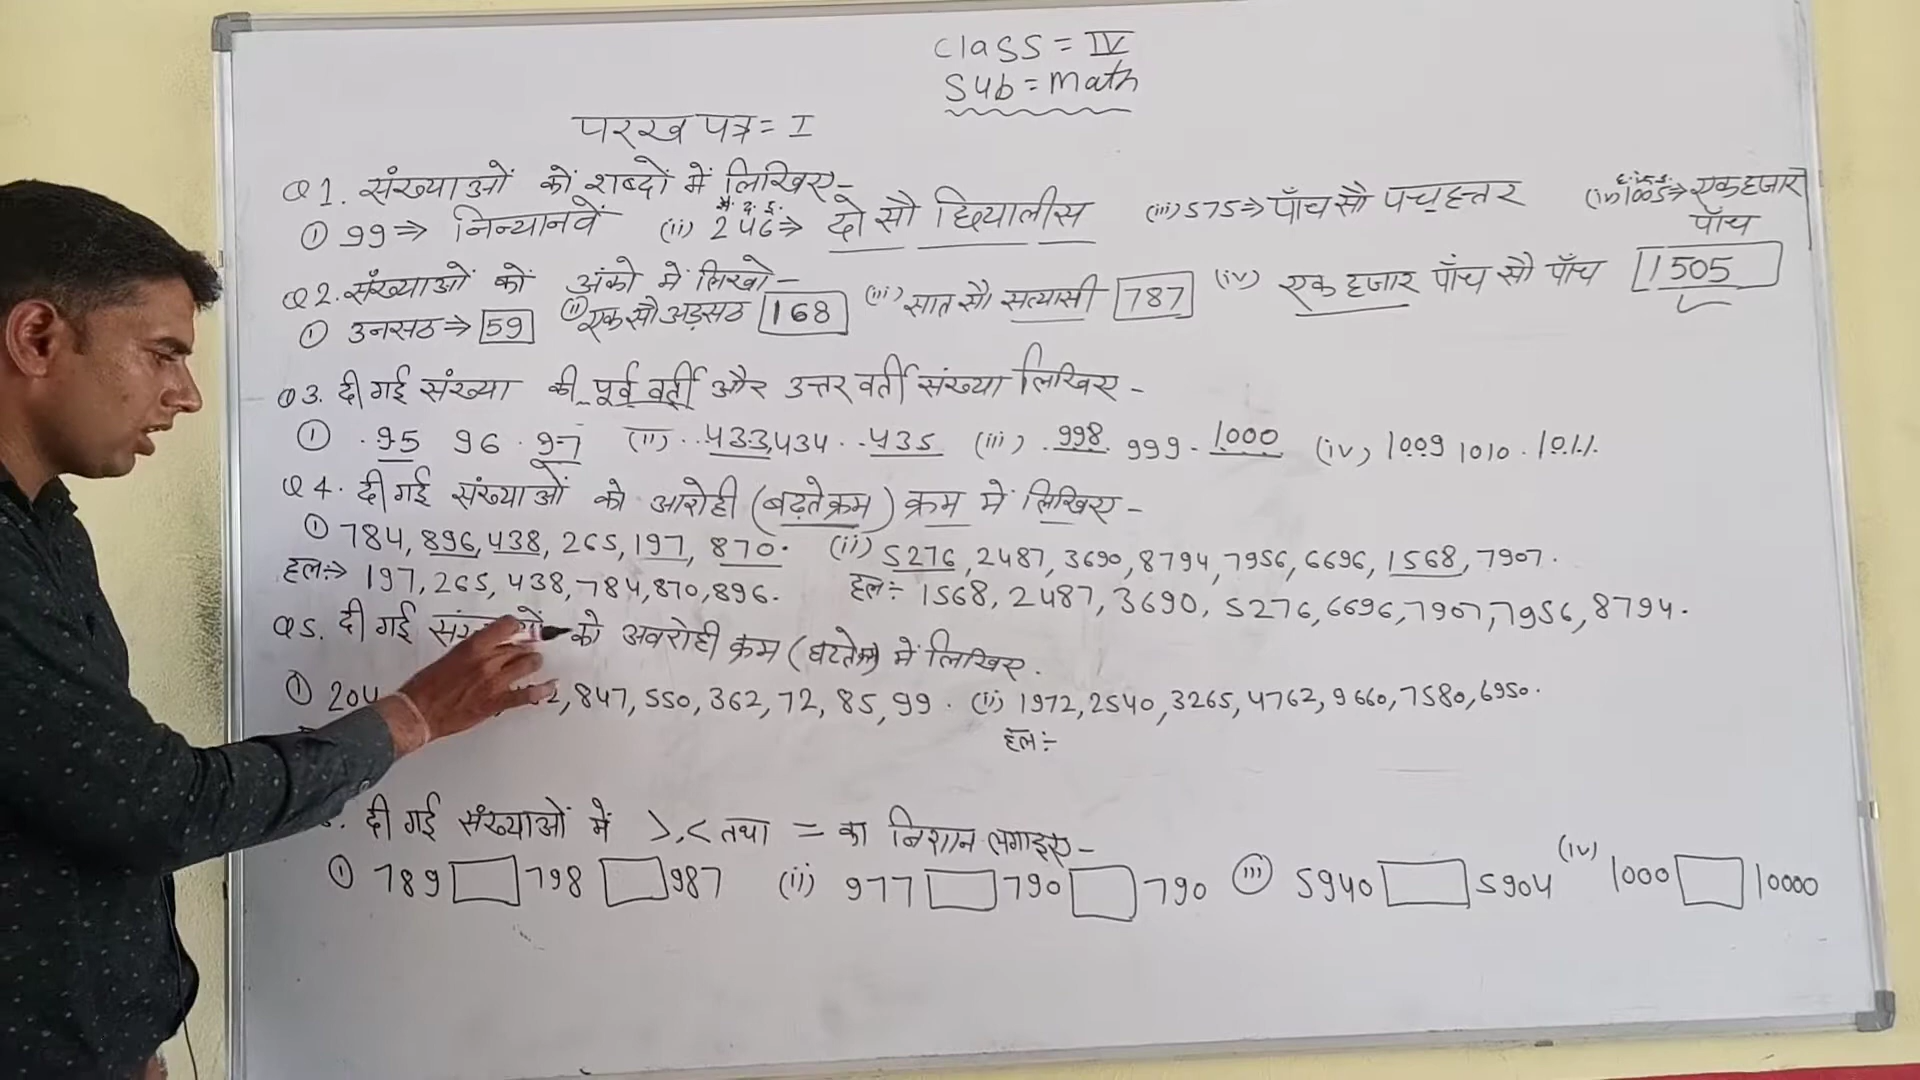 Class = IV
Sub = math
परख पत्र = I
Q 1. संख्याओं को शब्दों में लिखिए-
① 99⇒ निन्यानवें (ii) 246⇒ दो सौ छियालीस (iii) 575⇒ पाँच सौ पचहत्तर (iv) 1005⇒ एक हजार
सै. द. इ.
पाँच
Q2. संख्याओं को अंको में लिखो-
① उनसठ⇒ 59 (ii) एक सौ अड़सठ 168 (iii) सात सौ सत्यासी 787 (iv) एक हजार पाँच सौ पाँच 1505
Q3. दी गई संख्या की पूर्व वर्ती और उत्तर वर्ती संख्या लिखिए -
① 95 96 97 (ii) 433, 434 435 (iii) 998 999 1000 (iv) 1009 1010 1011
Q 4. दी गई संख्याओं को आरोही (बढ़तेक्रम) क्रम में लिखिए -
① 784, 896, 438, 265, 197, 870. (ii) 5276, 2487, 3690, 8794, 7956, 6696, 1568, 7907.
हल:⇒ 197, 265, 438, 784, 870, 896. हल:- 1568, 2487, 3690, 5276, 6696, 7907, 7956, 8794.
Q5. दी गई को अवरोही क्रम (घटतेक्रम) में लिखिए.
① 204 847, 550, 362, 72, 85, 99. (ii) 1972, 2540, 3265, 4762, 9660, 7580, 6950.
हल:-
दी गई संख्याओं में >, < तथा = का निशान लगाइए-
① 789 798 987 (ii) 977 790 790 (iii) 5940 5904 (iv) 1000 10000